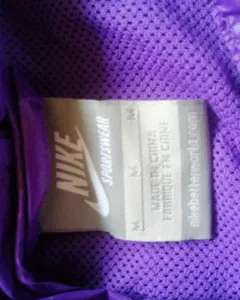 NIKE
SPORTSWEAR
M M M
MADE IN CHINA
FABRIQUE EN CHINE
nikebetterworld.com